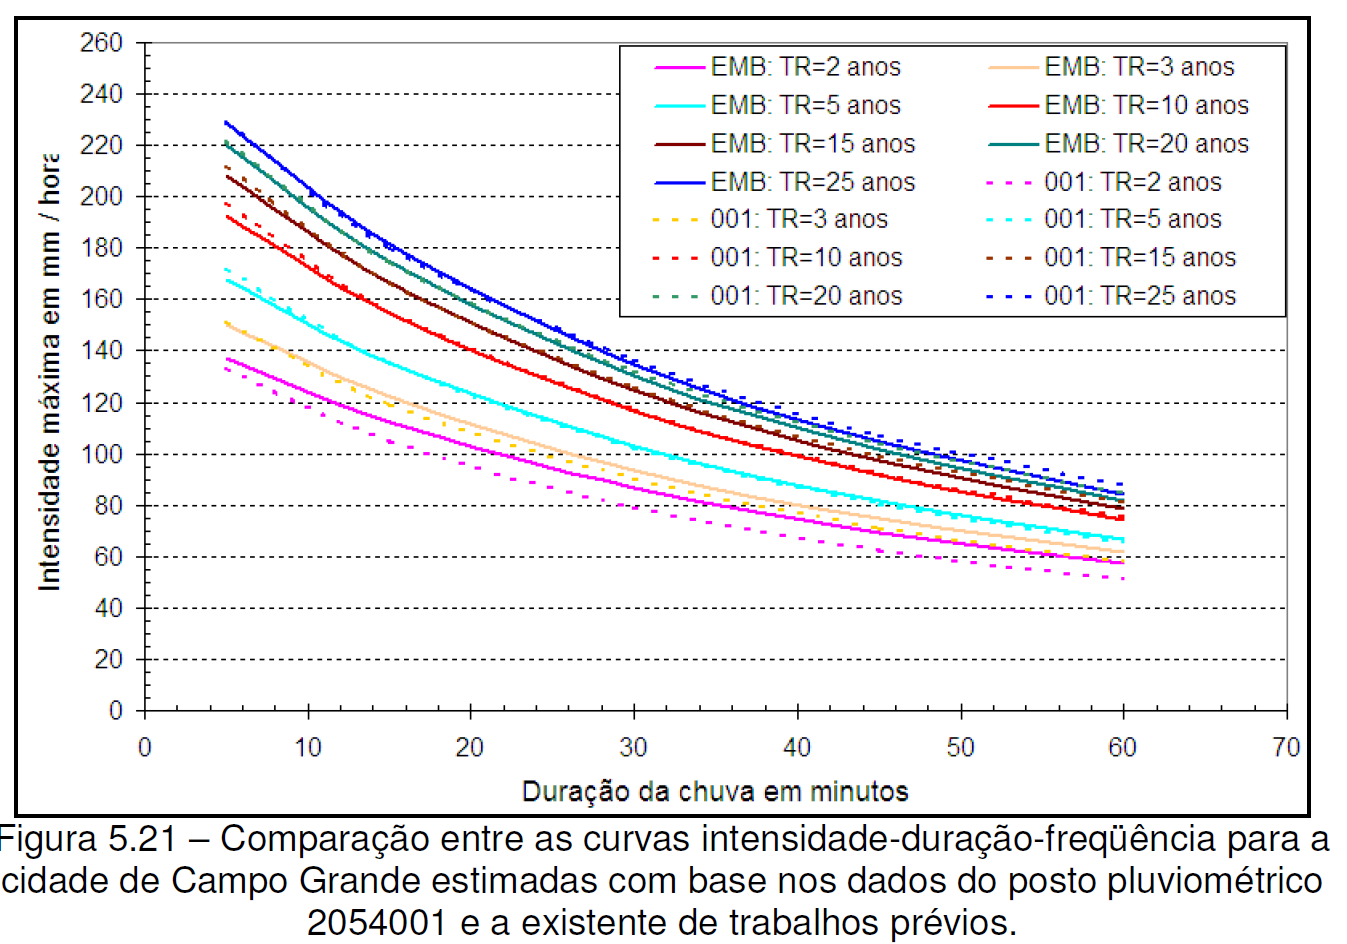 260
240
220
200
180
160
140
120
100
80
60
40
20
0
Intensidade máxima em mm / hora
EMB: TR=2 anos EMB: TR=3 anos
EMB: TR=5 anos EMB: TR=10 anos
EMB: TR=15 anos EMB: TR=20 anos
EMB: TR=25 anos 001: TR=2 anos
001: TR=3 anos 001: TR=5 anos
001: TR=10 anos 001: TR=15 anos
001: TR=20 anos 001: TR=25 anos
0 10 20 30 40 50 60 70
Duração da chuva em minutos
Figura 5.21 – Comparação entre as curvas intensidade-duração-freqüência para a
cidade de Campo Grande estimadas com base nos dados do posto pluviométrico
2054001 e a existente de trabalhos prévios.